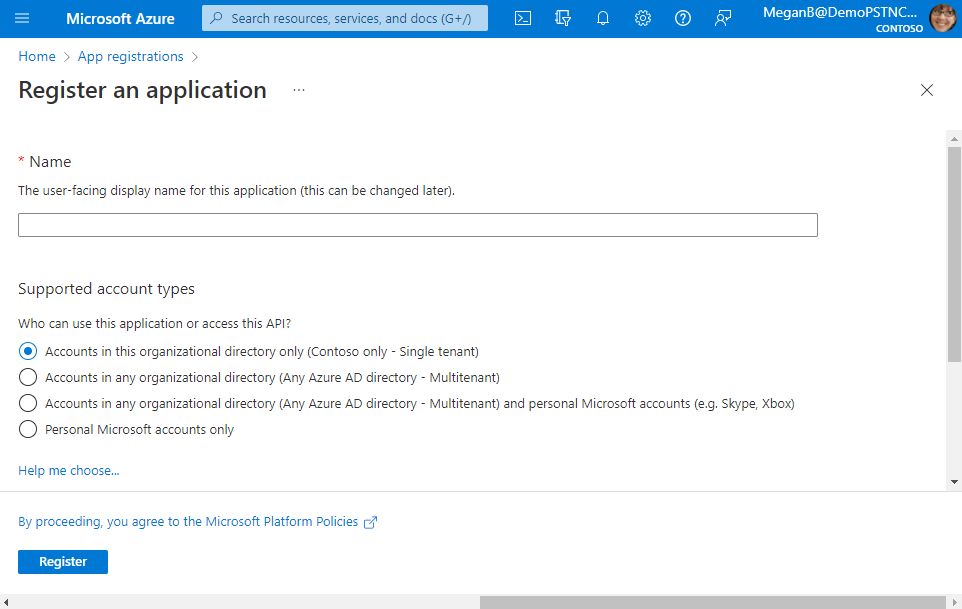 Microsoft Azure
Search resources, services, and docs (G+/)
MeganB@DemoPSTNC...
CONTOSO
Home > App registrations >
Register an application ...
* Name
The user-facing display name for this application (this can be changed later).
Supported account types
Who can use this application or access this API?
Accounts in this organizational directory only (Contoso only - Single tenant)
Accounts in any organizational directory (Any Azure AD directory - Multitenant)
Accounts in any organizational directory (Any Azure AD directory - Multitenant) and personal Microsoft accounts (e.g. Skype, Xbox)
Personal Microsoft accounts only
Help me choose...
By proceeding, you agree to the Microsoft Platform Policies
Register